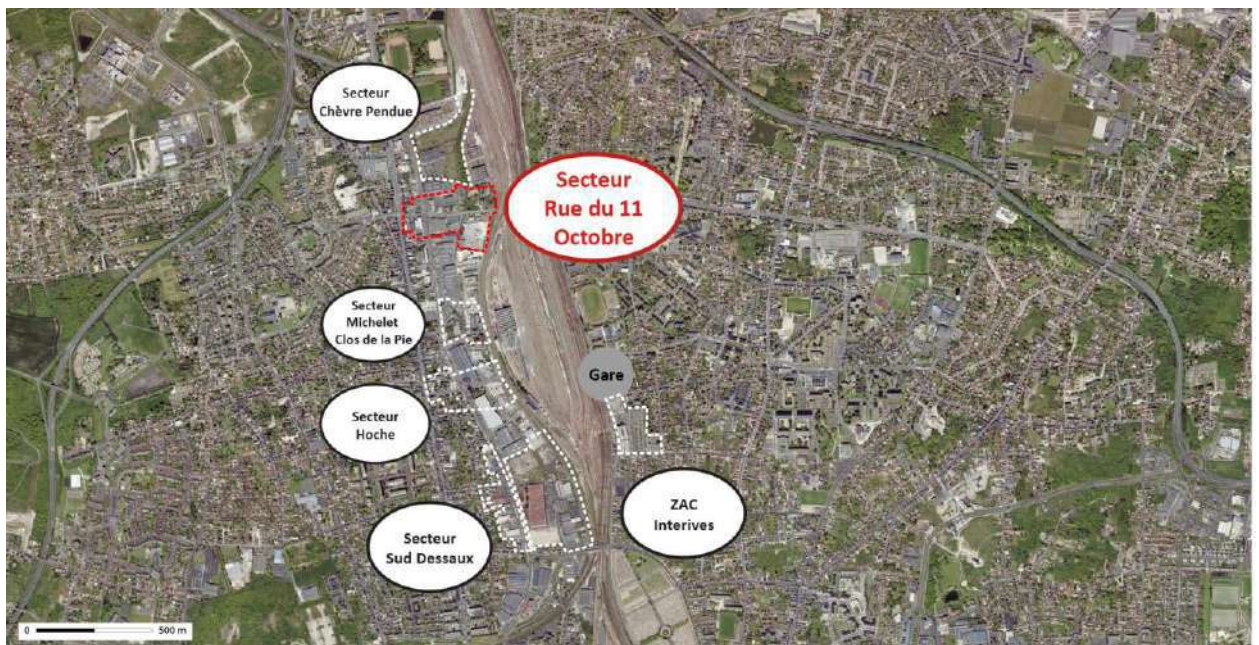 Secteur
Chèvre Pendue
Secteur
Rue du 11
Octobre
Secteur
Michelet
Clos de la Pie
Gare
Secteur
Hoche
ZAC
Interives
Secteur
Sud Dessaux
0 500 m